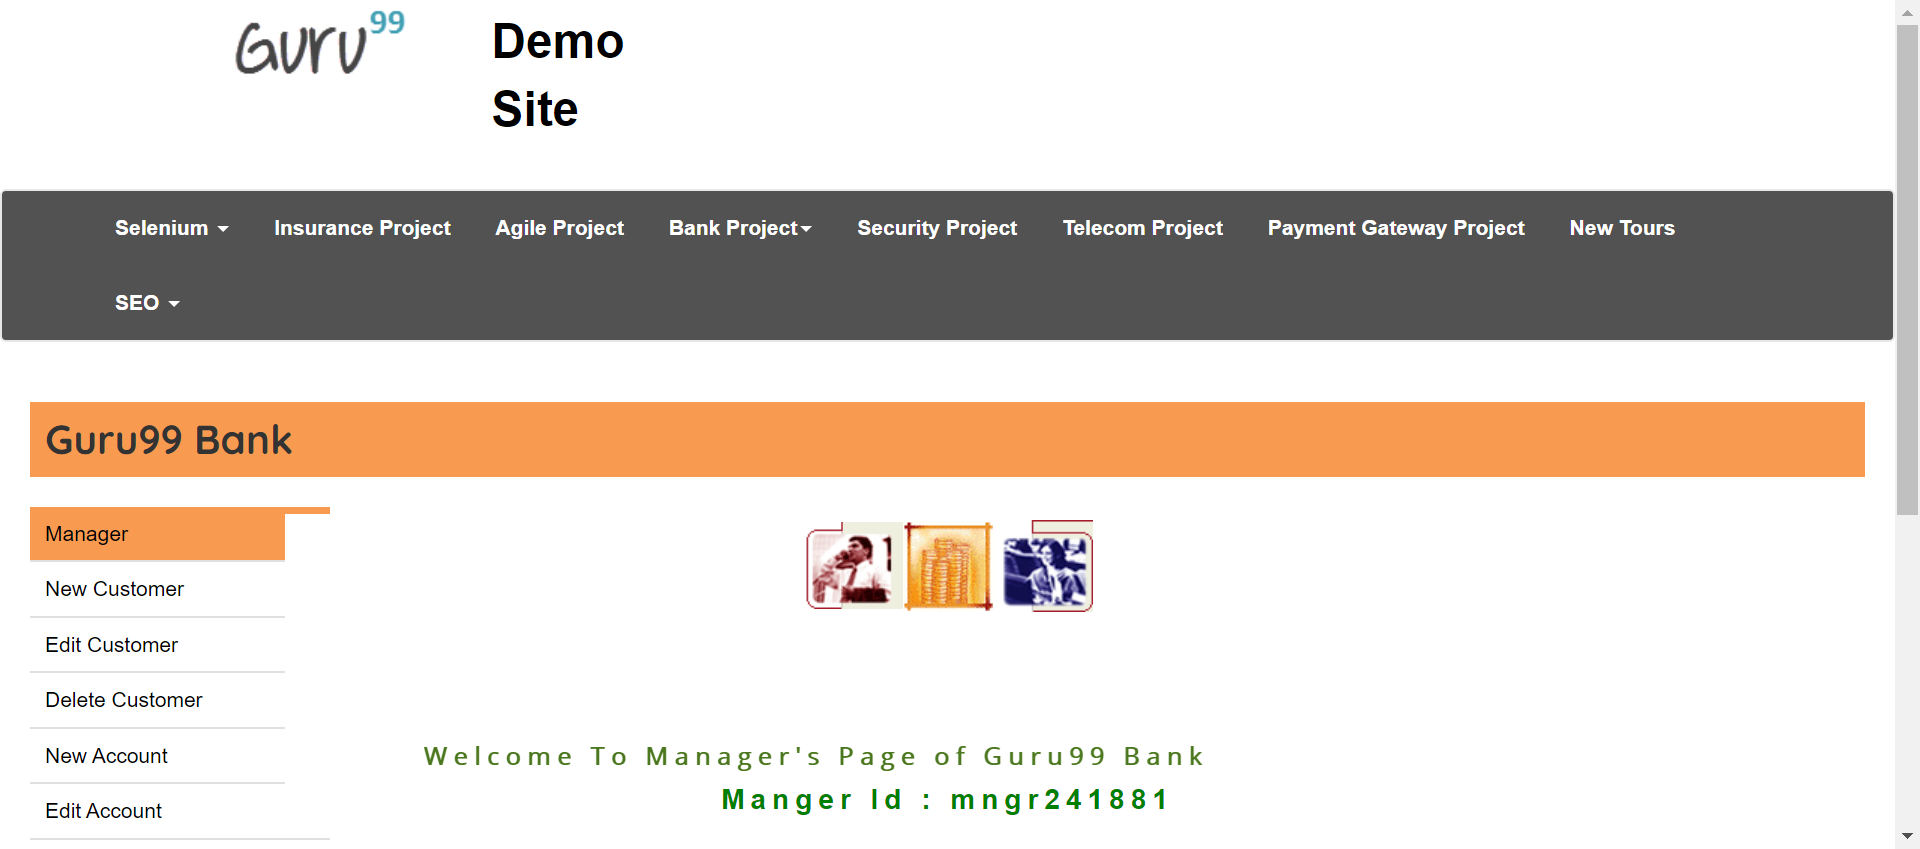 Guru99
Demo
Site
Selenium Insurance Project Agile Project Bank Project Security Project Telecom Project Payment Gateway Project New Tours
SEO
Guru99 Bank
Manager
New Customer
Edit Customer
Delete Customer
New Account
Edit Account
Welcome To Manager's Page of Guru99 Bank
Manger Id : mngr241881